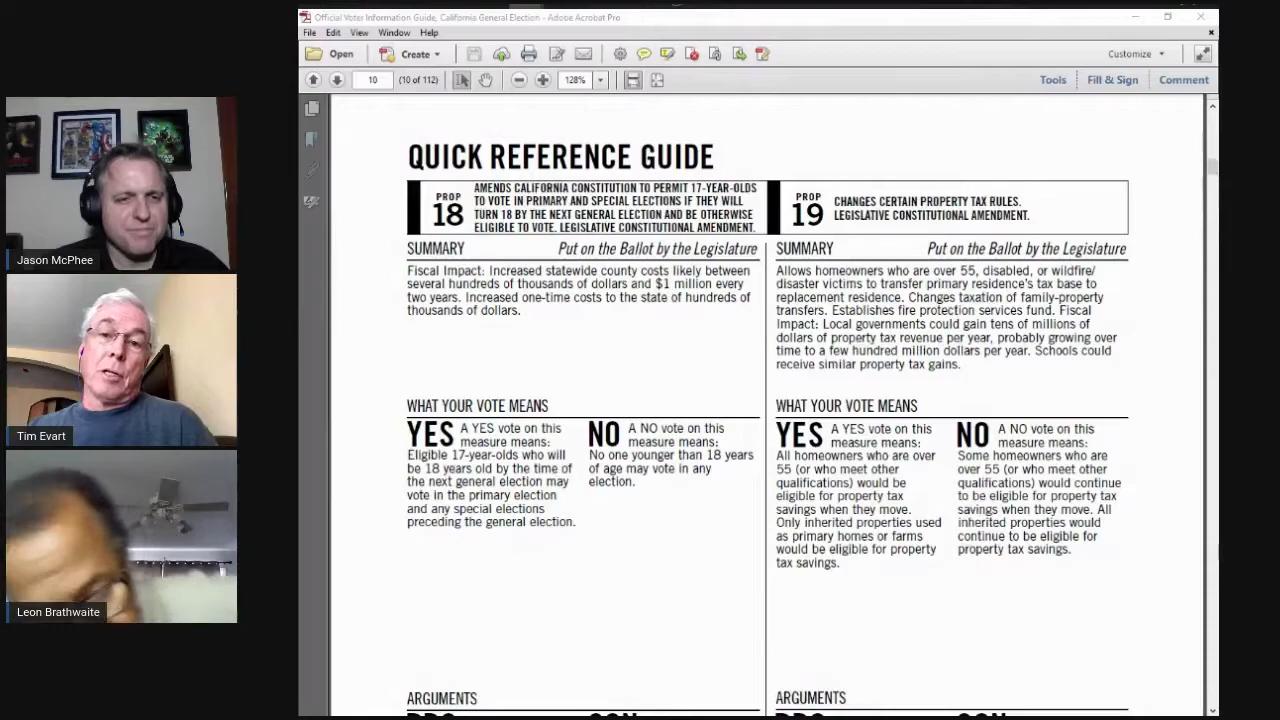 Official Voter Information Guide, California General Election - Adobe Acrobat Pro
File Edit View Window Help
Open
Create
Customize
10 (10 of 112)
128%
Tools Fill & Sign Comment
QUICK REFERENCE GUIDE
PROP
18
AMENDS CALIFORNIA CONSTITUTION TO PERMIT 17-YEAR-OLDS
TO VOTE IN PRIMARY AND SPECIAL ELECTIONS IF THEY WILL
TURN 18 BY THE NEXT GENERAL ELECTION AND BE OTHERWISE
ELIGIBLE TO VOTE. LEGISLATIVE CONSTITUTIONAL AMENDMENT.
SUMMARY Put on the Ballot by the Legislature
Fiscal Impact: Increased statewide county costs likely between
several hundreds of thousands of dollars and $1 million every
two years. Increased one-time costs to the state of hundreds of
thousands of dollars.
WHAT YOUR VOTE MEANS
YES A YES vote on this
measure means:
Eligible 17-year-olds who will
be 18 years old by the time of
the next general election may
vote in the primary election
and any special elections
preceding the general election.
NO A NO vote on this
measure means:
No one younger than 18 years
of age may vote in any
election.
ARGUMENTS
PRO CON
PROP
19
CHANGES CERTAIN PROPERTY TAX RULES.
LEGISLATIVE CONSTITUTIONAL AMENDMENT.
SUMMARY Put on the Ballot by the Legislature
Allows homeowners who are over 55, disabled, or wildfire/
disaster victims to transfer primary residence's tax base to
replacement residence. Changes taxation of family-property
transfers. Establishes fire protection services fund. Fiscal
Impact: Local governments could gain tens of millions of
dollars of property tax revenue per year, probably growing over
time to a few hundred million dollars per year. Schools could
receive similar property tax gains.
WHAT YOUR VOTE MEANS
YES A YES vote on this
measure means:
All homeowners who are over
55 (or who meet other
qualifications) would be
eligible for property tax
savings when they move.
Only inherited properties used
as primary homes or farms
would be eligible for property
tax savings.
NO A NO vote on this
measure means:
Some homeowners who are
over 55 (or who meet other
qualifications) would continue
to be eligible for property tax
savings when they move. All
inherited properties would
continue to be eligible for
property tax savings.
ARGUMENTS
PRO CON
Jason McPhee
Tim Evart
Leon Brathwaite